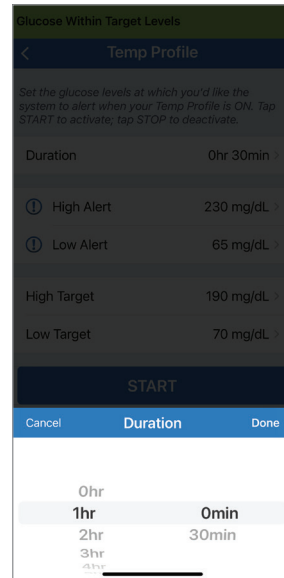 Glucose Within Target Levels
Temp Profile
Set the glucose levels at which you'd like the
system to alert when your Temp Profile is ON. Tap
START to activate; tap STOP to deactivate.
Duration 0hr 30min
High Alert 230 mg/dL
Low Alert 65 mg/dL
High Target 190 mg/dL
Low Target 70 mg/dL
START
Cancel Duration Done
0hr
1hr 0min
2hr 30min
3hr
4hr